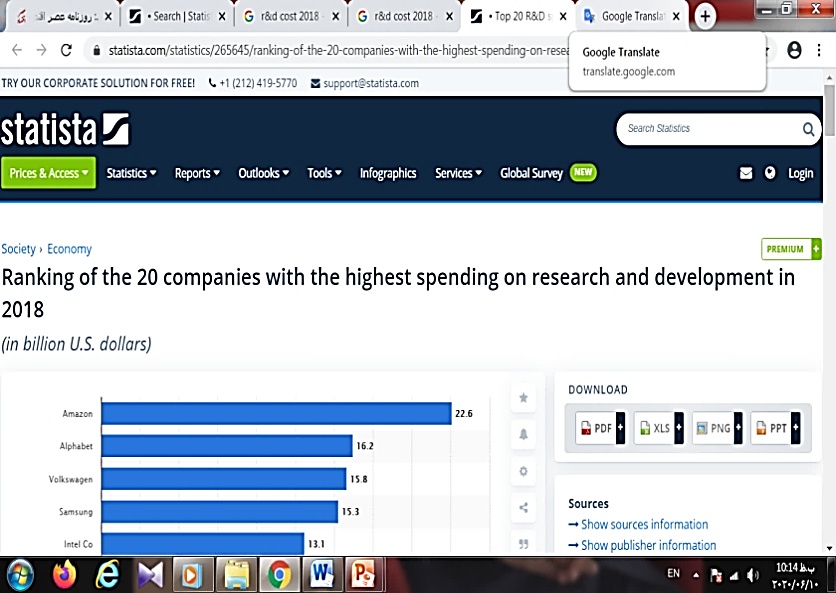 روزنامه عصر اقت
• Search | Statis
r&d cost 2018 -
r&d cost 2018 -
• Top 20 R&D s
Google Transla
statista.com/statistics/265645/ranking-of-the-20-companies-with-the-highest-spending-on-resea
Google Translate
translate.google.com
TRY OUR CORPORATE SOLUTION FOR FREE! +1 (212) 419-5770 support@statista.com
statista
Search Statistics
Prices & Access Statistics Reports Outlooks Tools Infographics Services Global Survey NEW Login
Society › Economy
PREMIUM +
Ranking of the 20 companies with the highest spending on research and development in
2018
(in billion U.S. dollars)
Amazon 22.6
Alphabet 16.2
Volkswagen 15.8
Samsung 15.3
Intel Co 13.1
DOWNLOAD
PDF + XLS + PNG + PPT +
Sources
→ Show sources information
→ Show publisher information
EN
10:14 ب.ظ
۲۰۲۰/۰۶/۱۰